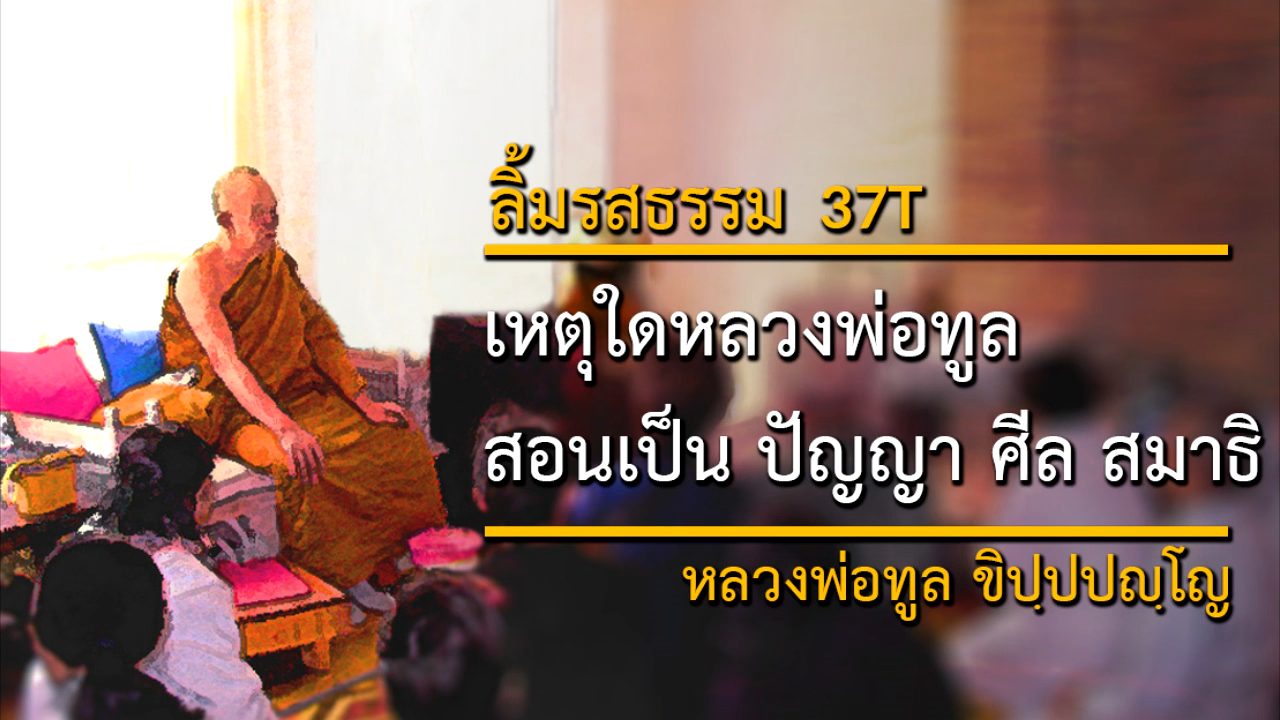 ลิ้มรสธรรม 37T
เหตุใดหลวงพ่อทูล
สอนเป็น ปัญญา ศีล สมาธิ
หลวงพ่อทูล ขิปฺปปญฺโญ